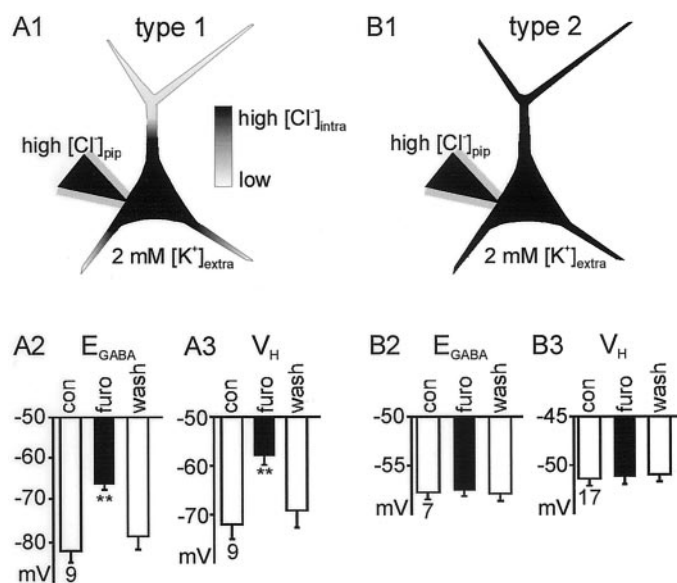 A1 type 1
high [Cl⁻]pip
high [Cl⁻]intra
low
2 mM [K⁺]extra
B1 type 2
high [Cl⁻]pip
2 mM [K⁺]extra
A2 EGABA
con furo wash
-50
-60
-70
-80
mV
**
9
A3 VH
con furo wash
-50
-60
-70
mV
**
9
B2 EGABA
con furo wash
-50
-55
mV
7
B3 VH
con furo wash
-45
-50
mV
17